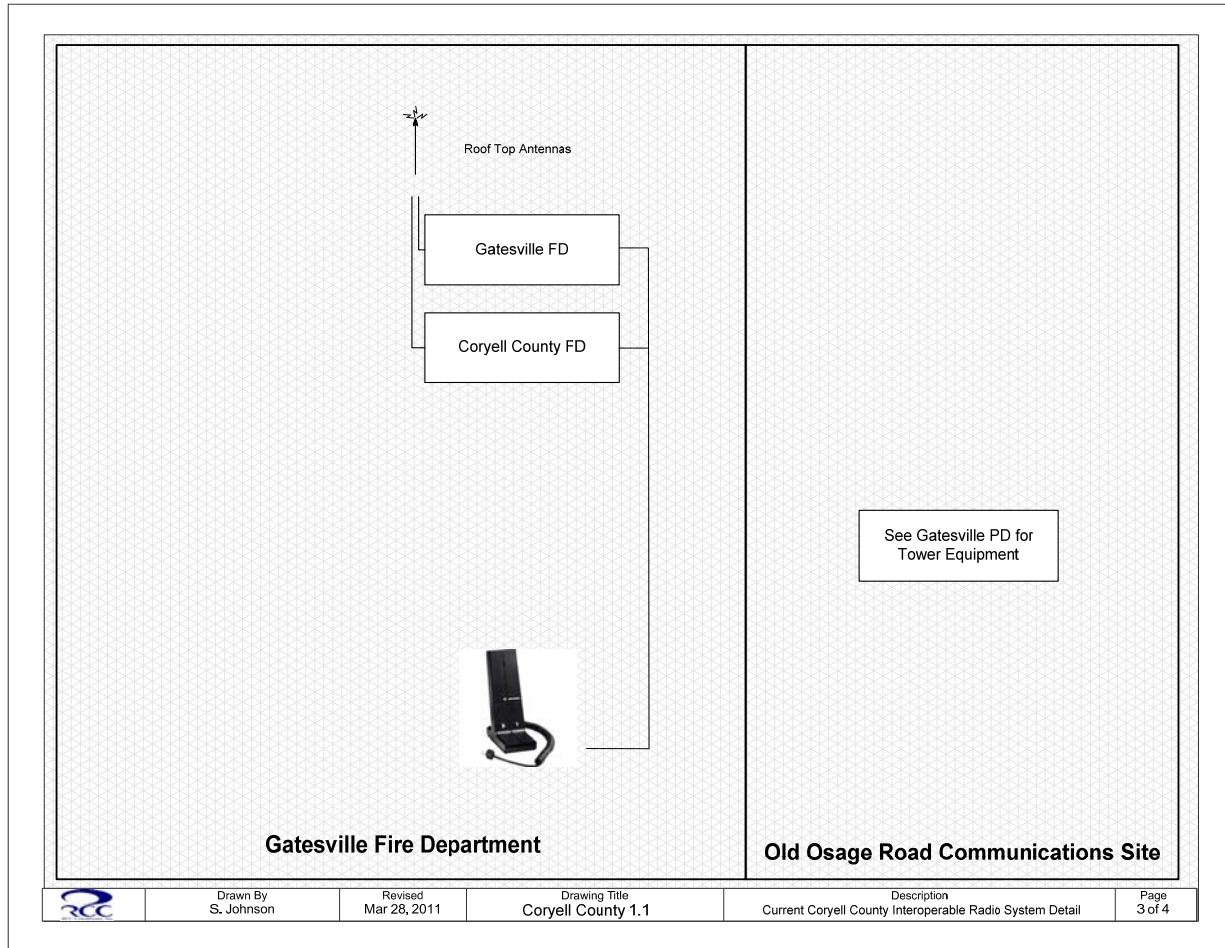 Roof Top Antennas
Gatesville FD
Coryell County FD
See Gatesville PD for
Tower Equipment
Gatesville Fire Department
Old Osage Road Communications Site
RCC
Drawn By
S. Johnson
Revised
Mar 28, 2011
Drawing Title
Coryell County 1.1
Description
Current Coryell County Interoperable Radio System Detail
Page
3 of 4